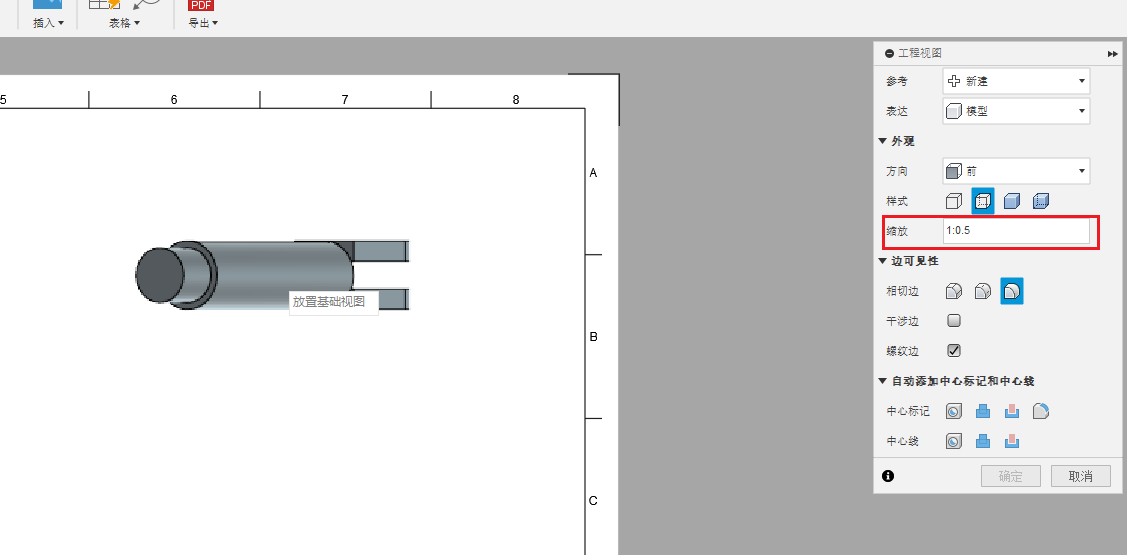 PDF
插入 表格 导出
工程视图
5 6 7 8
参考 新建
表达 模型
外观
A
方向 前
样式
缩放 1:0.5
边可见性
相切边
放置基础视图
干涉边
B
螺纹边
自动添加中心标记和中心线
中心标记
中心线
确定 取消
C